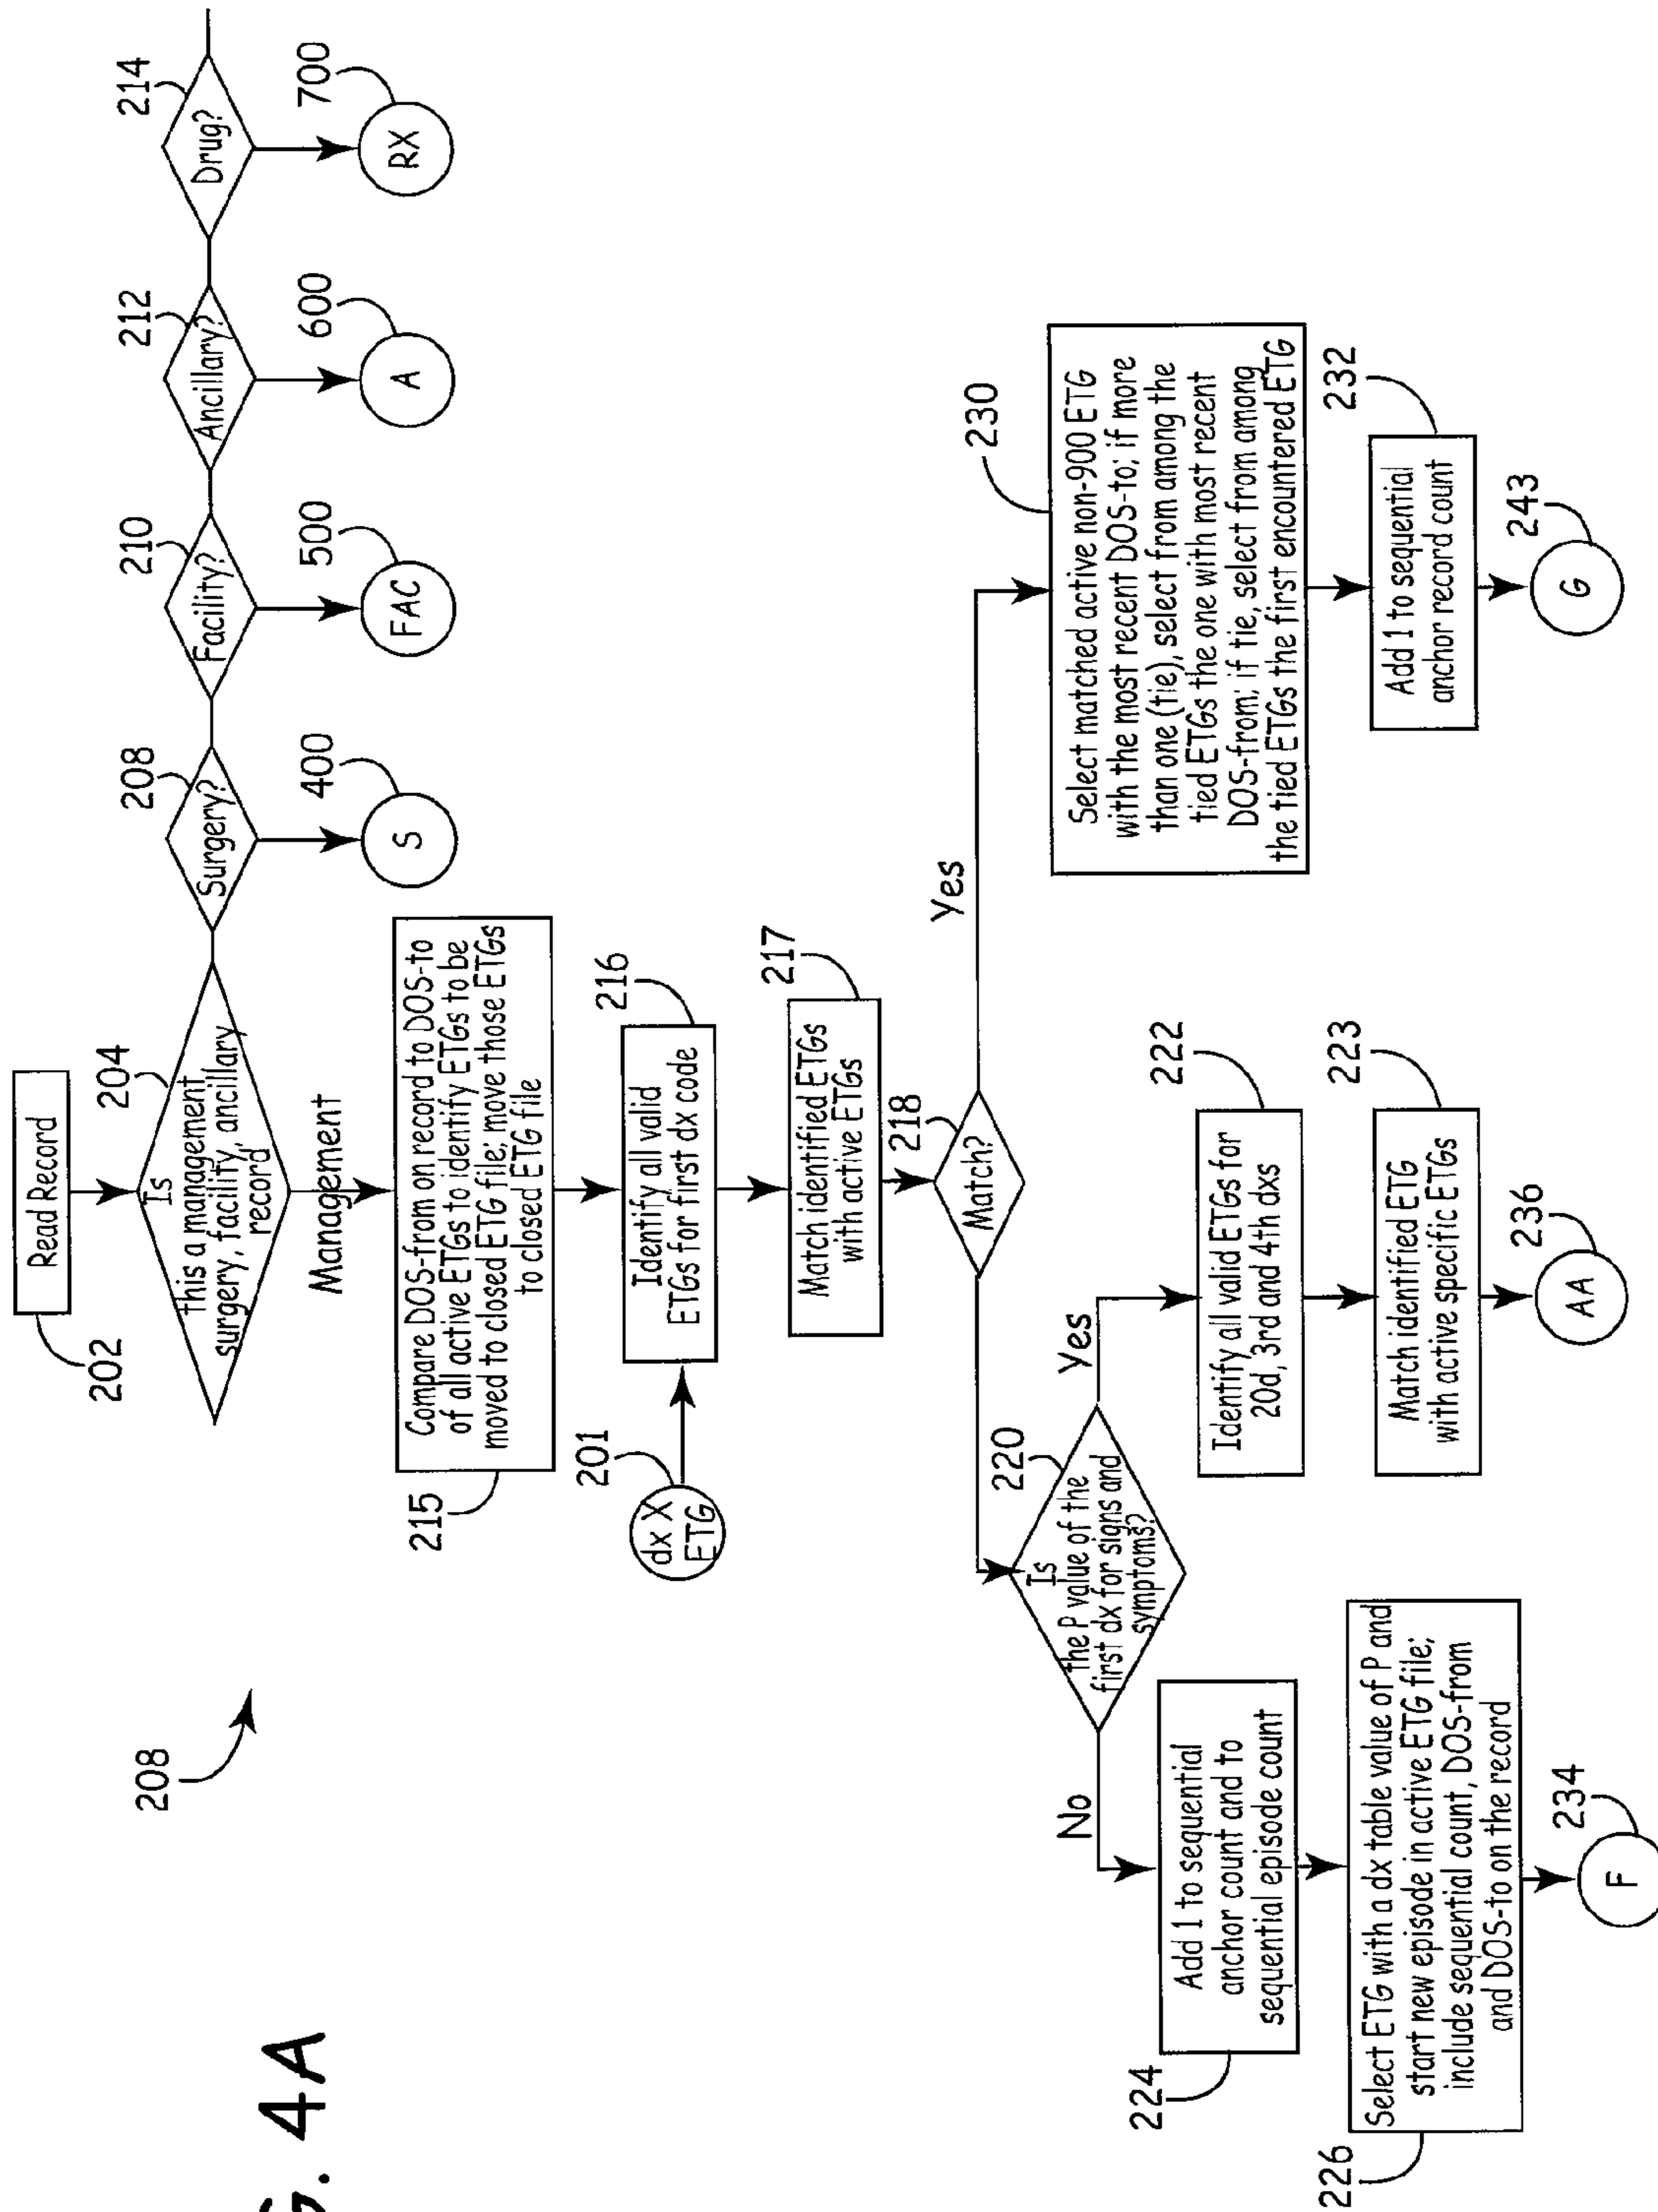 G. 4A
208
Read Record
202
Is
this a management,
surgery, facility, ancillary
record,
204
Management
Surgery?
208
S
400
Facility?
210
FAC
500
Ancillary?
212
A
600
Drug?
214
RX
700
Compare DOS-from on record to DOS-to
of all active ETGs to identify ETGs to be
moved to closed ETG file; move those ETGs
to closed ETG file
215
dx X
ETG
201
Identify all valid
ETGs for first dx code
216
Match identified ETGs
with active ETGs
217
Match?
218
Yes
Select matched active non-900 ETG
with the most recent DOS-to; if more
than one (tie), select from among the
tied ETGs the one with most recent
DOS-from; if tie, select from among
the tied ETGs the first encountered ETG
230
Add 1 to sequential
anchor record count
232
G
243
Is
the P value of the
first dx for signs and
symptoms?
220
Yes
Identify all valid ETGs for
20d, 3rd and 4th dxs
222
Match identified ETG
with active specific ETGs
223
AA
236
No
Add 1 to sequential
anchor count and to
sequential episode count
224
Select ETG with a dx table value of P and
start new episode in active ETG file;
include sequential count, DOS-from
and DOS-to on the record
226
F
234